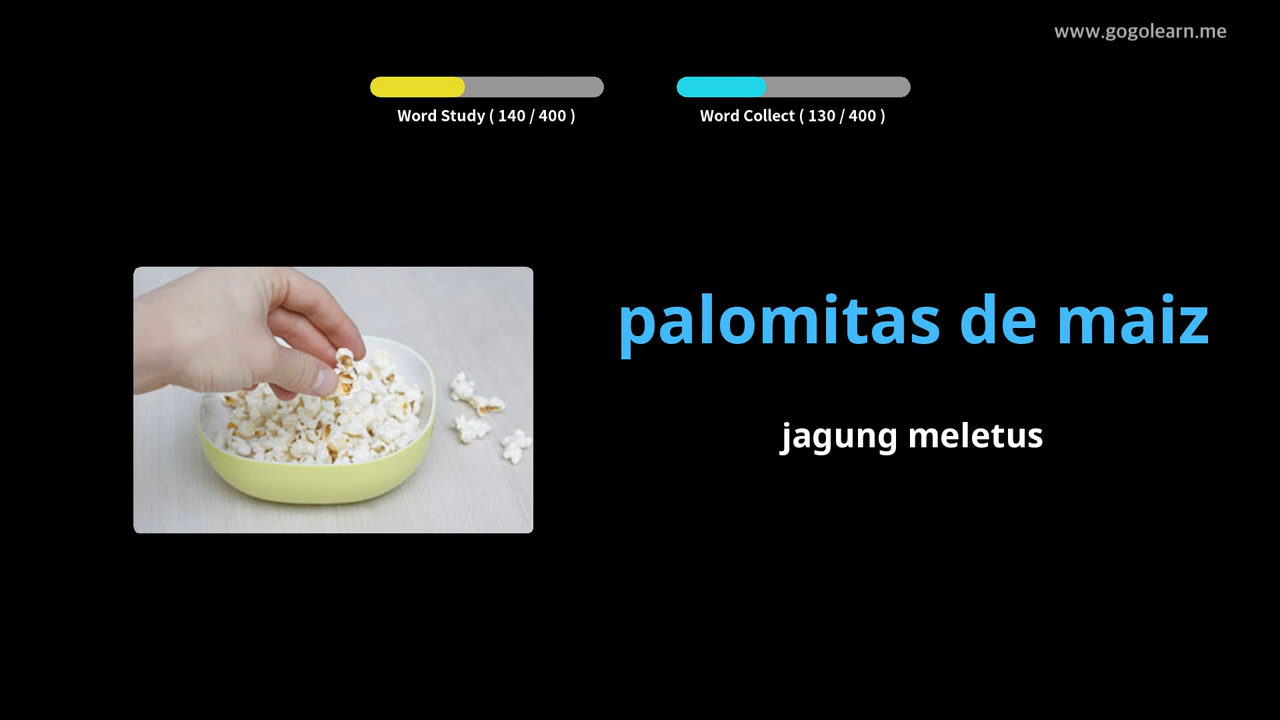 www.gogolearn.me
Word Study ( 140 / 400 )
Word Collect ( 130 / 400 )
palomitas de maiz
jagung meletus